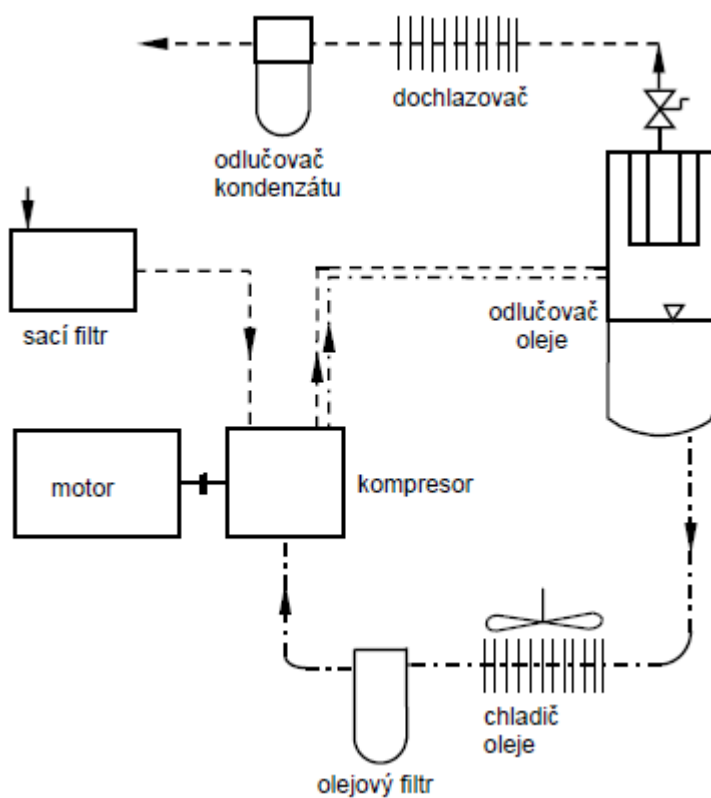 dochlazovač
odlučovač
kondenzátu
sací filtr
odlučovač
oleje
motor
kompresor
chladič
oleje
olejový filtr